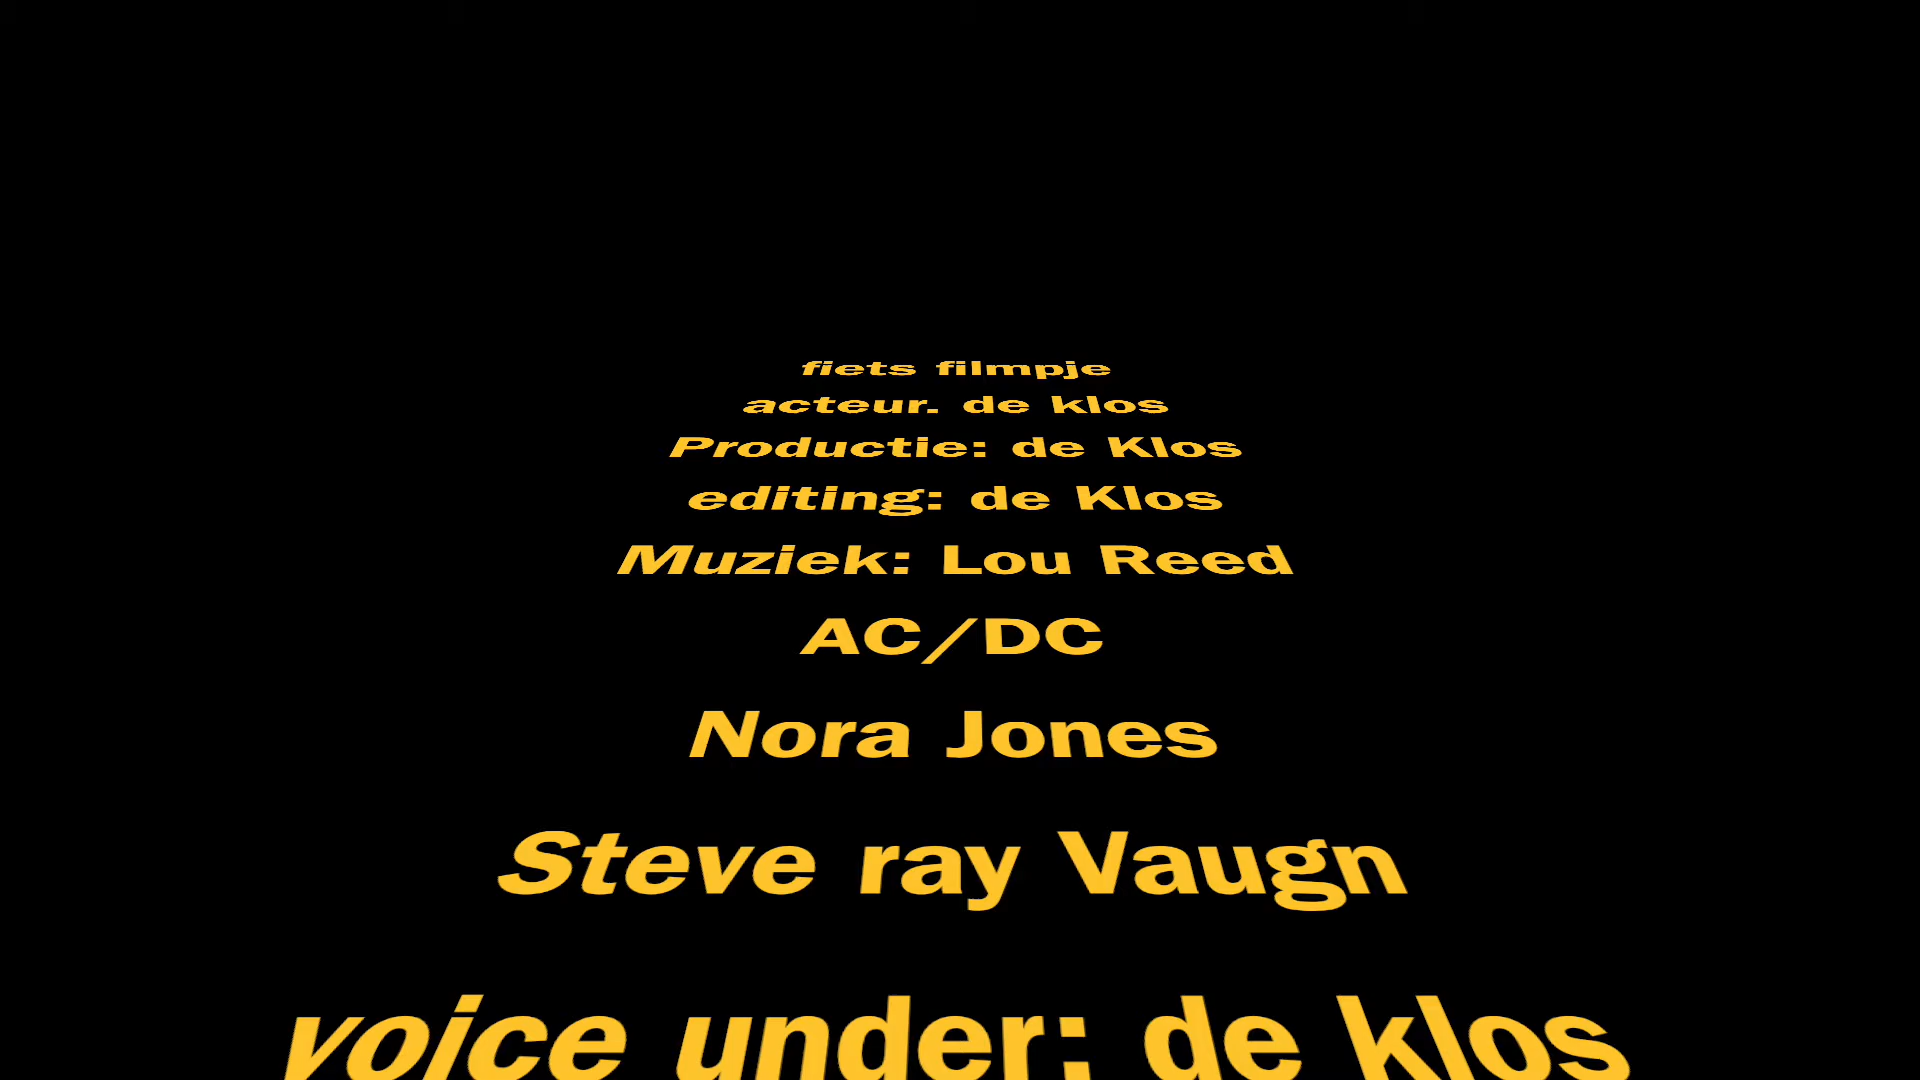 fiets filmpje
acteur. de klos
Productie: de Klos
editing: de Klos
Muziek: Lou Reed
AC/DC
Nora Jones
Steve ray Vaugn
voice under: de klos